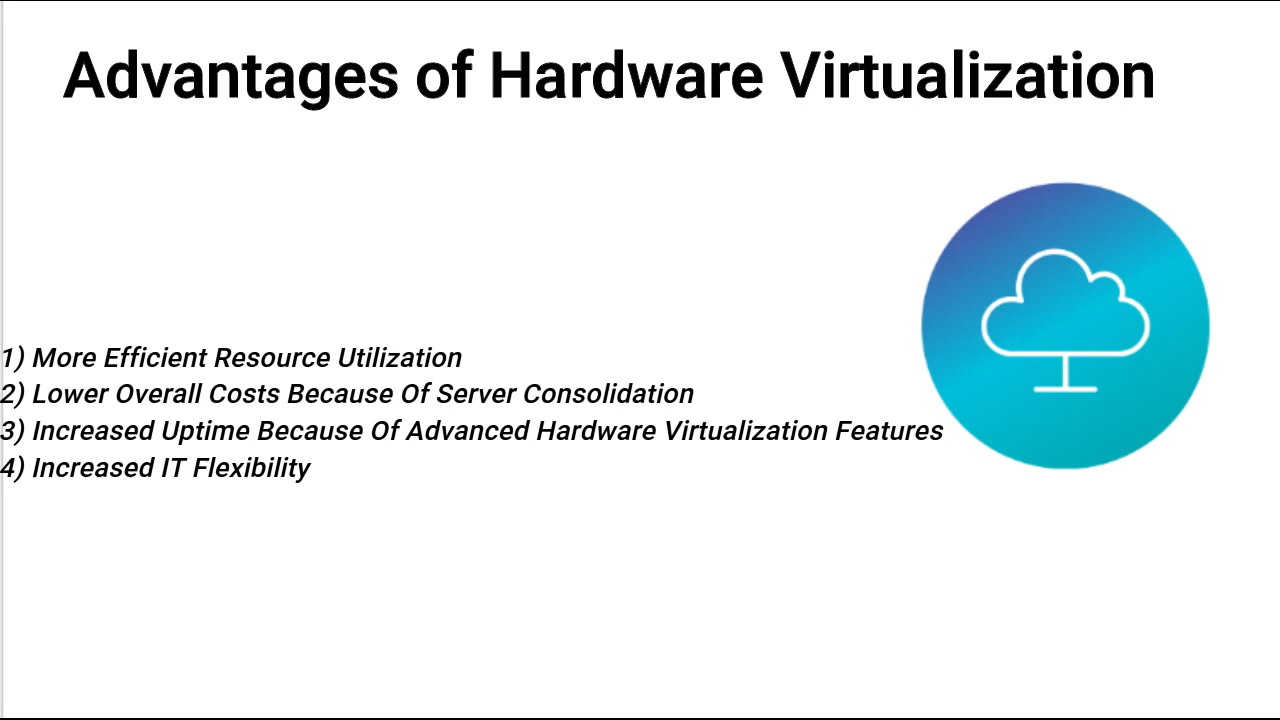 Advantages of Hardware Virtualization
1) More Efficient Resource Utilization
2) Lower Overall Costs Because Of Server Consolidation
3) Increased Uptime Because Of Advanced Hardware Virtualization Features
4) Increased IT Flexibility